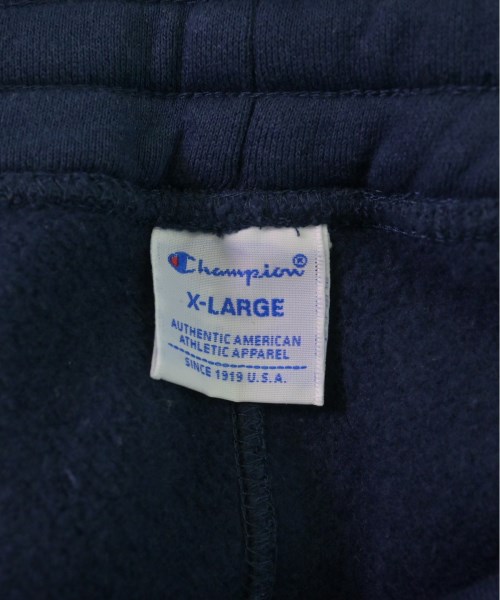 Champion®
X-LARGE
AUTHENTIC AMERICAN
ATHLETIC APPAREL
SINCE 1919 U.S.A.